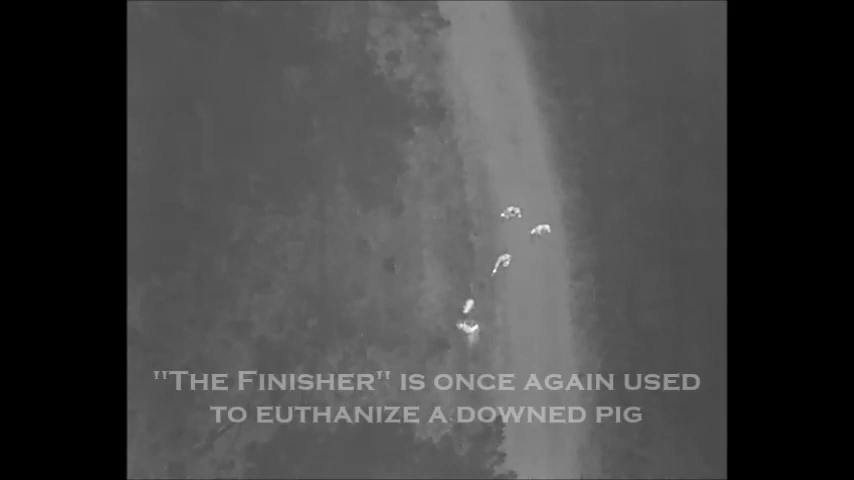 "The Finisher" is once again used
to euthanize a downed pig